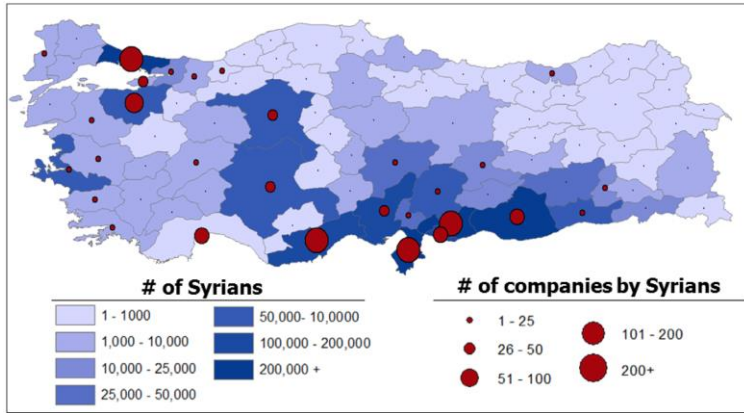 # of Syrians
1 - 1000
1,000 - 10,000
10,000 - 25,000
25,000 - 50,000
50,000- 10,0000
100,000 - 200,000
200,000 +
# of companies by Syrians
1 - 25
26 - 50
51 - 100
101 - 200
200+